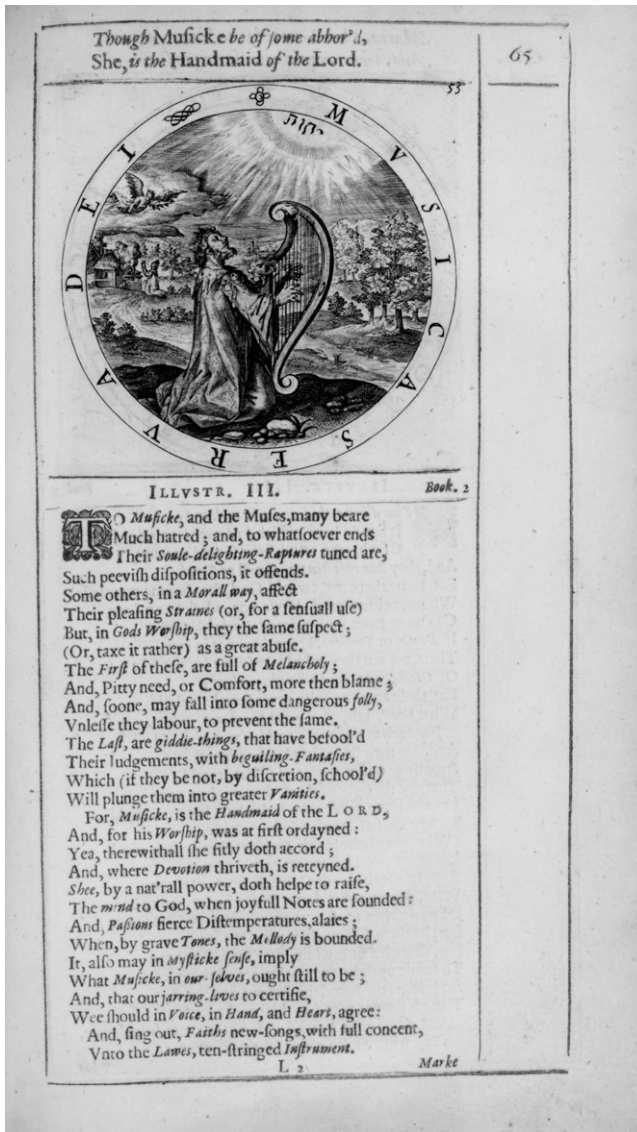 Though Musicke be of some abhor'd,
She, is the Handmaid of the Lord.
65
53
MVSICA SERVA DEI
יהוה
ILLVSTR. III.
Book. 2
TO Musicke, and the Muses, many beare
Much hatred; and, to whatsoever ends
Their Soule-delighting-Raptures tuned are,
Such peevish dispositions, it offends.
Some others, in a Morall way, affect
Their pleasing Straines (or, for a sensuall use)
But, in Gods Worship, they the same suspect;
(Or, taxe it rather) as a great abuse.
The First of these, are full of Melancholy;
And, Pitty need, or Comfort, more then blame;
And, soone, may fall into some dangerous folly,
Vnlesse they labour, to prevent the same.
The Last, are giddie-things, that have befool'd
Their Iudgements, with beguiling-Fantasies,
Which (if they be not, by discretion, school'd)
Will plunge them into greater Vanities.
For, Musicke, is the Handmaid of the LORD,
And, for his Worship, was at first ordayned:
Yea, therewithall she fitly doth accord;
And, where Devotion thriveth, is reteyned.
Shee, by a nat'rall power, doth helpe to raise,
The mind to God, when joyfull Notes are sounded:
And, Passions fierce Distemperatures, alaies;
When, by grave Tones, the Mellody is bounded.
It, also may in Mysticke sense, imply
What Musicke, in our-selves, ought still to be;
And, that our jarring-lives to certifie,
Wee should in Voice, in Hand, and Heart, agree:
And, sing out, Faiths new-songs, with full concent,
Vnto the Lawes, ten-stringed Instrument.
L 2
Marke